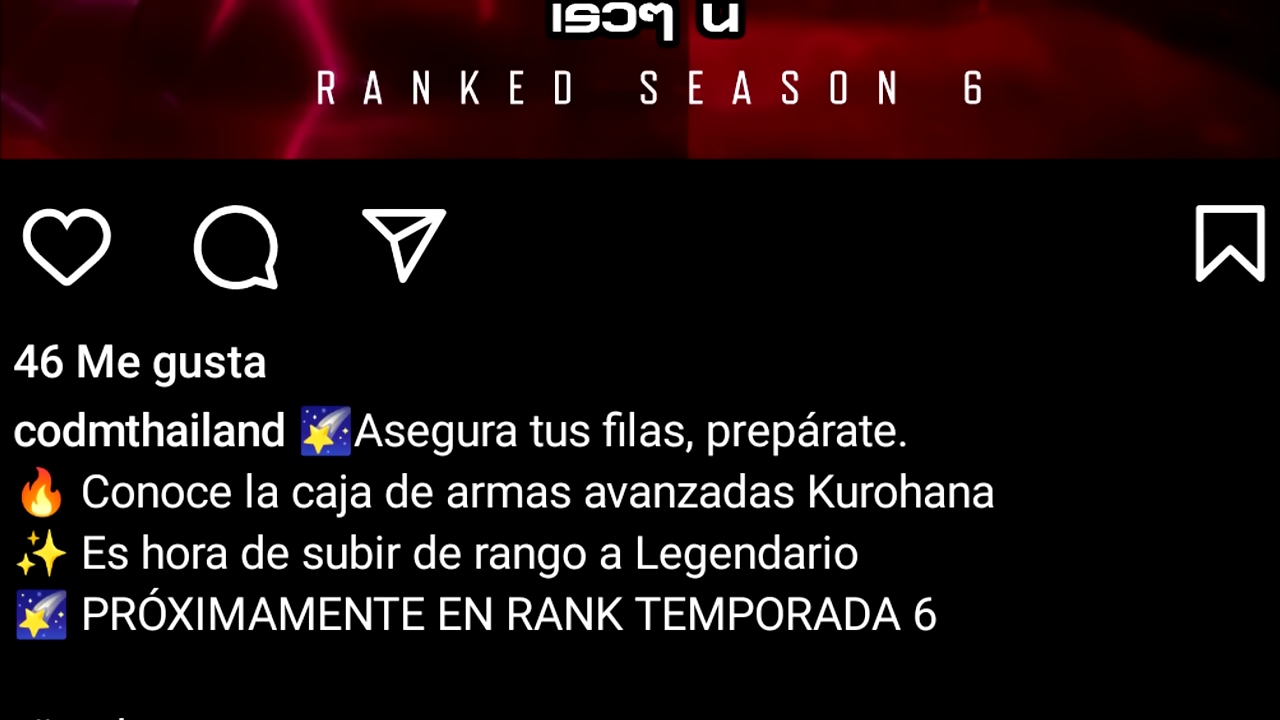 RANKED SEASON 6
46 Me gusta
codmthailand 🌠Asegura tus filas, prepárate.
🔥 Conoce la caja de armas avanzadas Kurohana
✨ Es hora de subir de rango a Legendario
🌠 PRÓXIMAMENTE EN RANK TEMPORADA 6